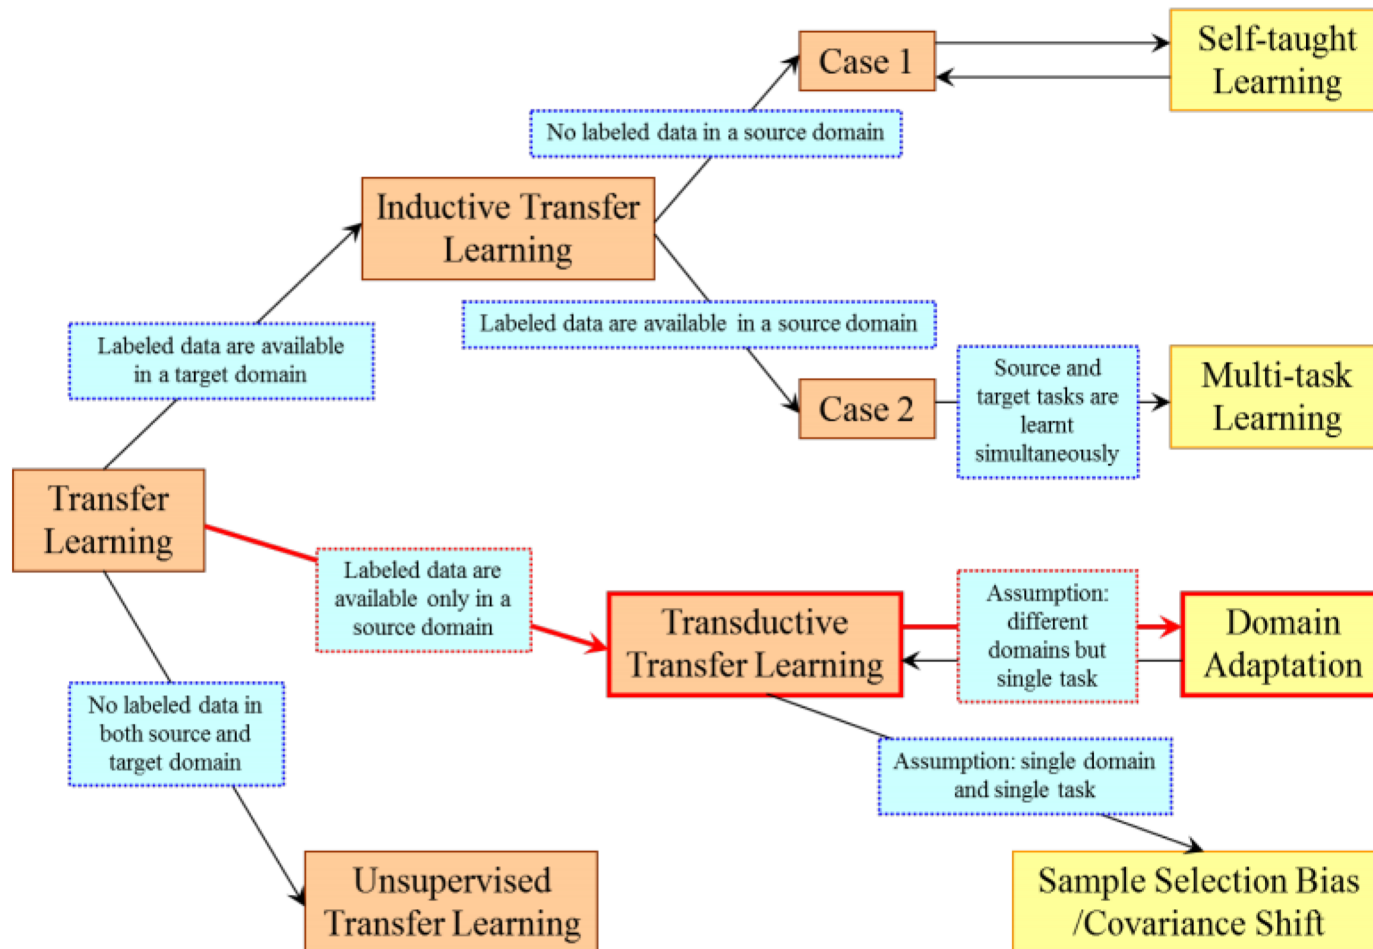 Case 1
Self-taught
Learning
No labeled data in a source domain
Inductive Transfer
Learning
Labeled data are available in a source domain
Labeled data are available
in a target domain
Case 2
Source and
target tasks are
learnt
simultaneously
Multi-task
Learning
Transfer
Learning
Labeled data are
available only in a
source domain
Transductive
Transfer Learning
Assumption:
different
domains but
single task
Domain
Adaptation
No labeled data in
both source and
target domain
Assumption: single domain
and single task
Unsupervised
Transfer Learning
Sample Selection Bias
/Covariance Shift